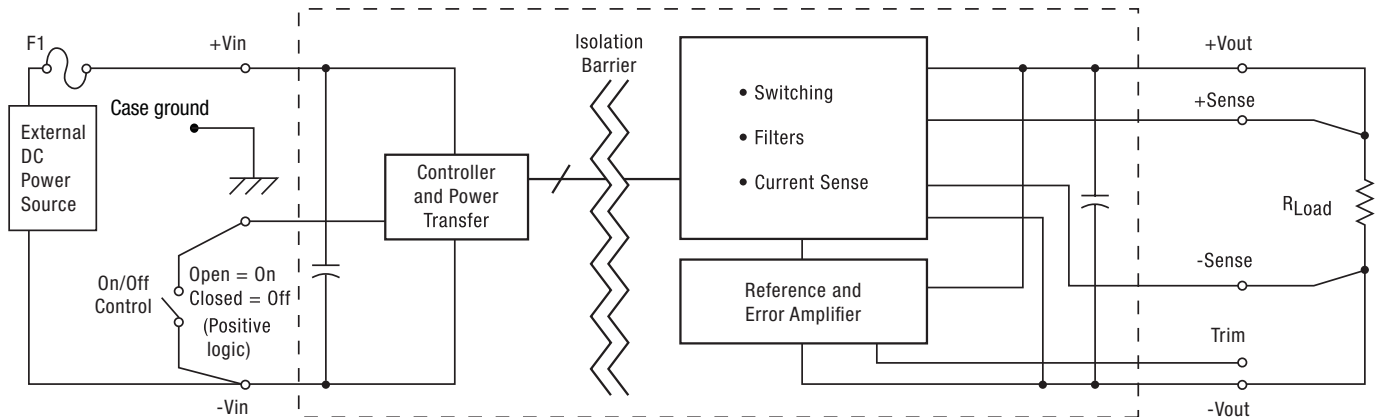 F1
+Vin
External
DC
Power
Source
Case ground
On/Off
Control
Open = On
Closed = Off
(Positive
logic)
-Vin
Controller
and Power
Transfer
Isolation
Barrier
• Switching
• Filters
• Current Sense
Reference and
Error Amplifier
+Vout
+Sense
RLoad
-Sense
Trim
-Vout